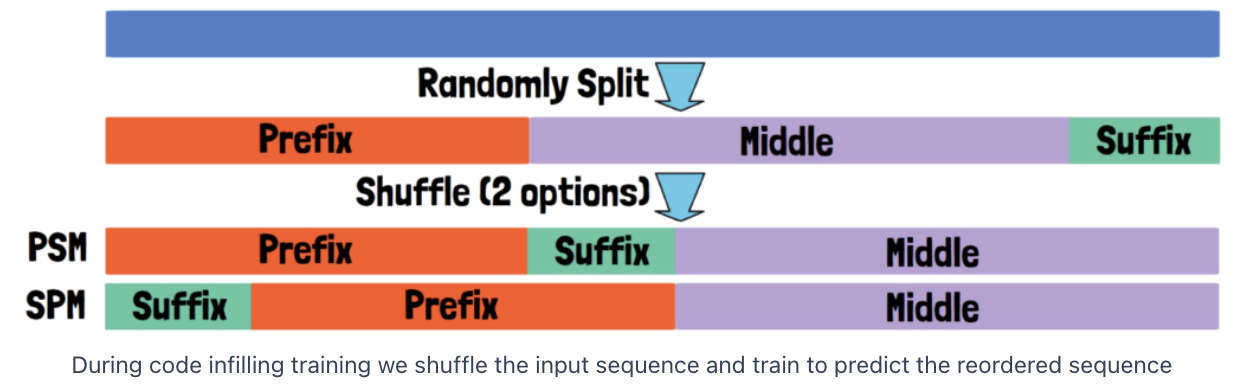 Randomly Split
Prefix Middle Suffix
Shuffle (2 options)
PSM Prefix Suffix Middle
SPM Suffix Prefix Middle
During code infilling training we shuffle the input sequence and train to predict the reordered sequence